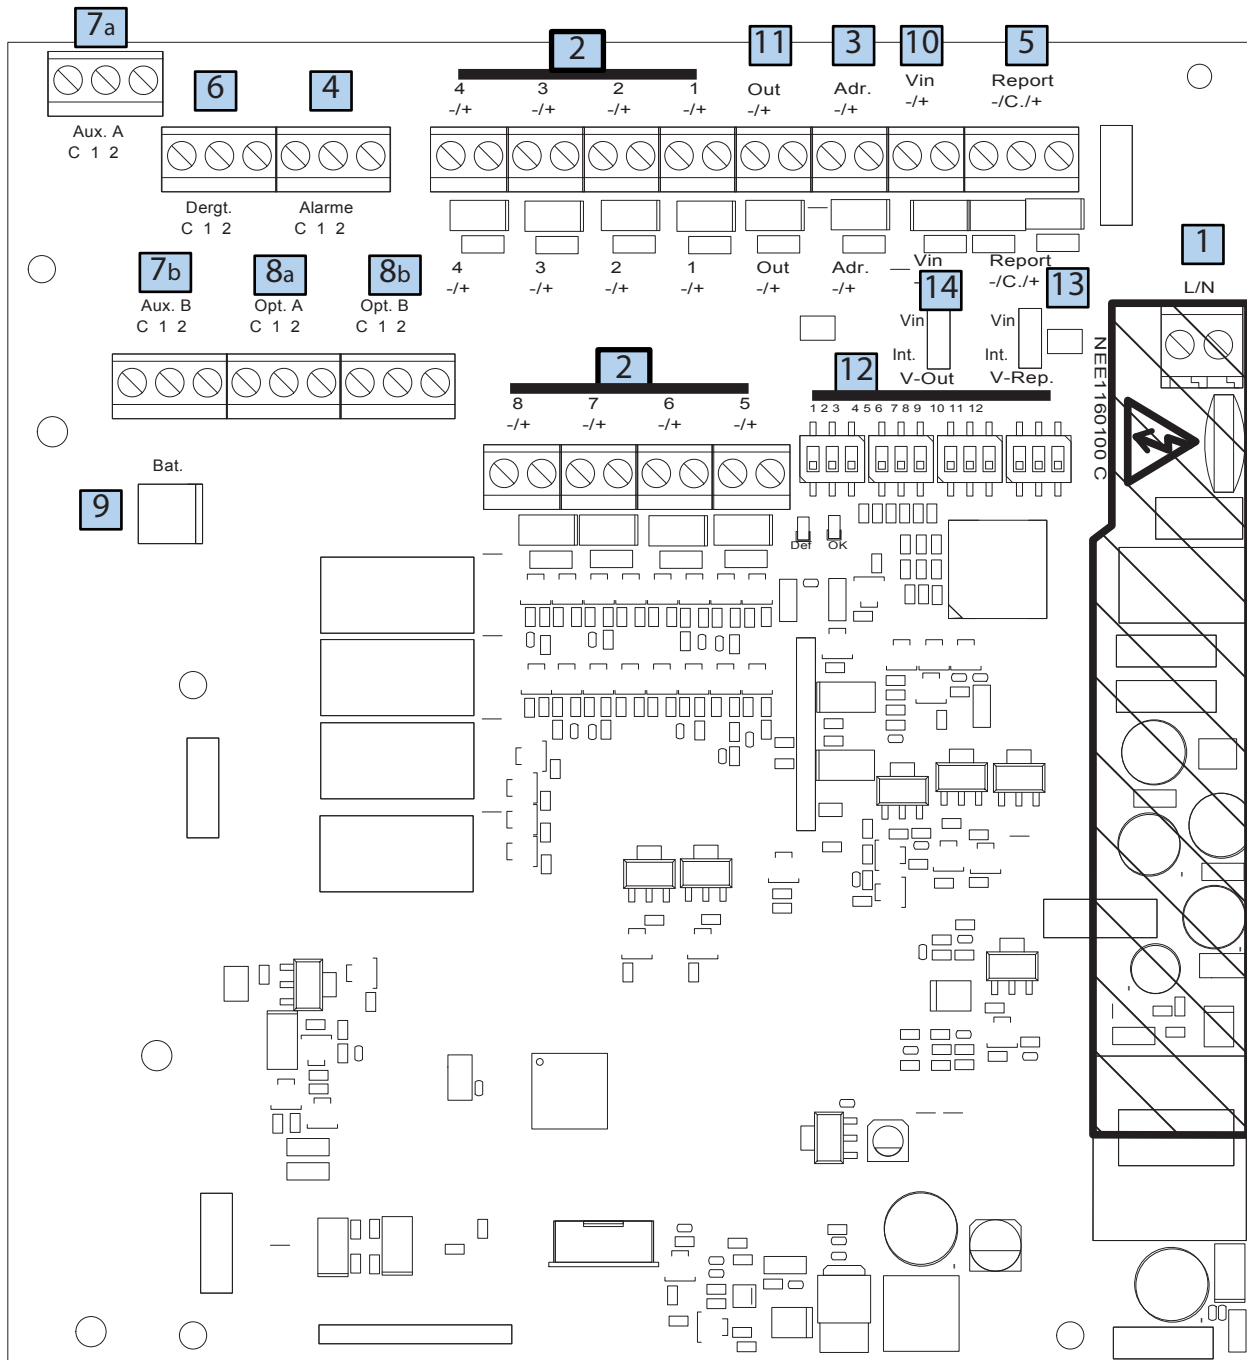 7a
2
11
3
10
5
6
4
4 3 2 1 Out Adr. Vin Report
-/+ -/+ -/+ -/+ -/+ -/+ -/+ -/C./+
Aux. A
C 1 2
Dergt. Alarme
C 1 2 C 1 2
1
7b
8a
8b
4 3 2 1 Out Adr. Vin Report
-/+ -/+ -/+ -/+ -/+ -/+ - -/C./+
14
13
L/N
Aux. B Opt. A Opt. B
C 1 2 C 1 2 C 1 2
Vin Vin
Int. Int.
V-Out V-Rep.
NEE1160100 C
2
12
8 7 6 5
-/+ -/+ -/+ -/+
1 2 3 4 5 6 7 8 9 10 11 12
Bat.
9
Def OK